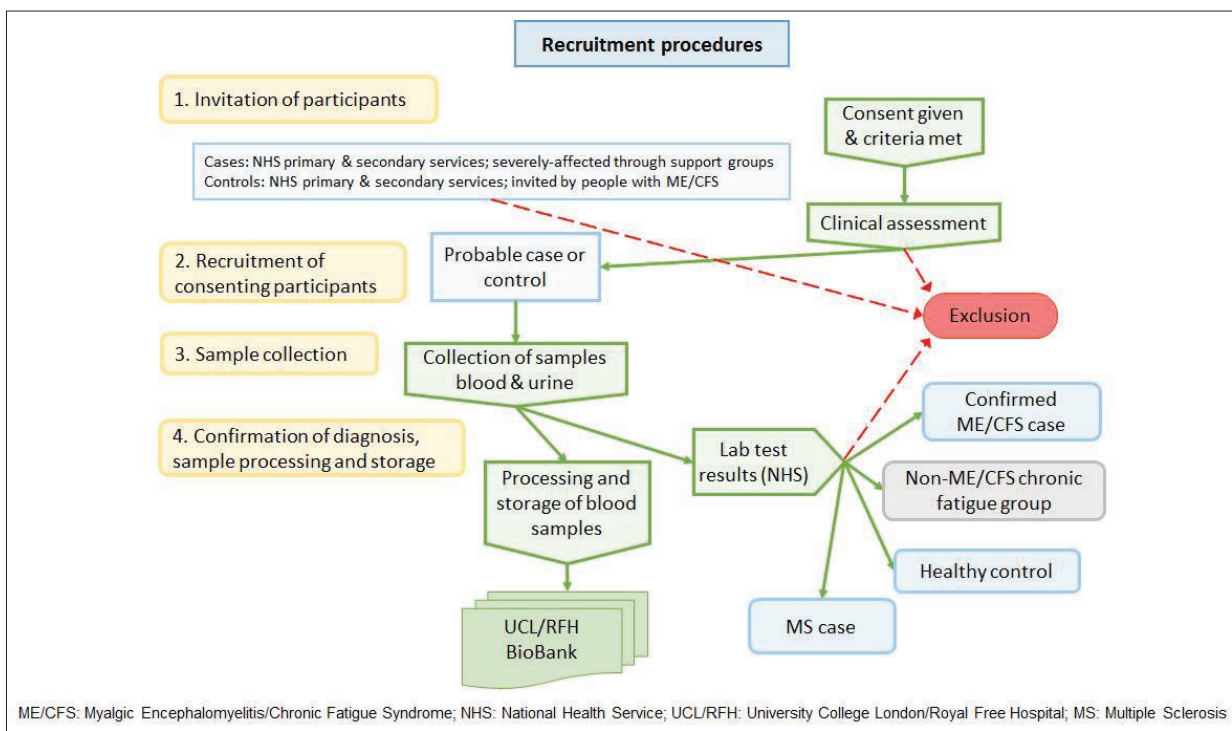 Recruitment procedures
1. Invitation of participants
Consent given
& criteria met
Cases: NHS primary & secondary services; severely-affected through support groups
Controls: NHS primary & secondary services; invited by people with ME/CFS
Clinical assessment
2. Recruitment of
consenting participants
Probable case or
control
Exclusion
3. Sample collection
Collection of samples
blood & urine
Confirmed
ME/CFS case
4. Confirmation of diagnosis,
sample processing and storage
Lab test
results (NHS)
Non-ME/CFS chronic
fatigue group
Processing and
storage of blood
samples
Healthy control
UCL/RFH
BioBank
MS case
ME/CFS: Myalgic Encephalomyelitis/Chronic Fatigue Syndrome; NHS: National Health Service; UCL/RFH: University College London/Royal Free Hospital; MS: Multiple Sclerosis